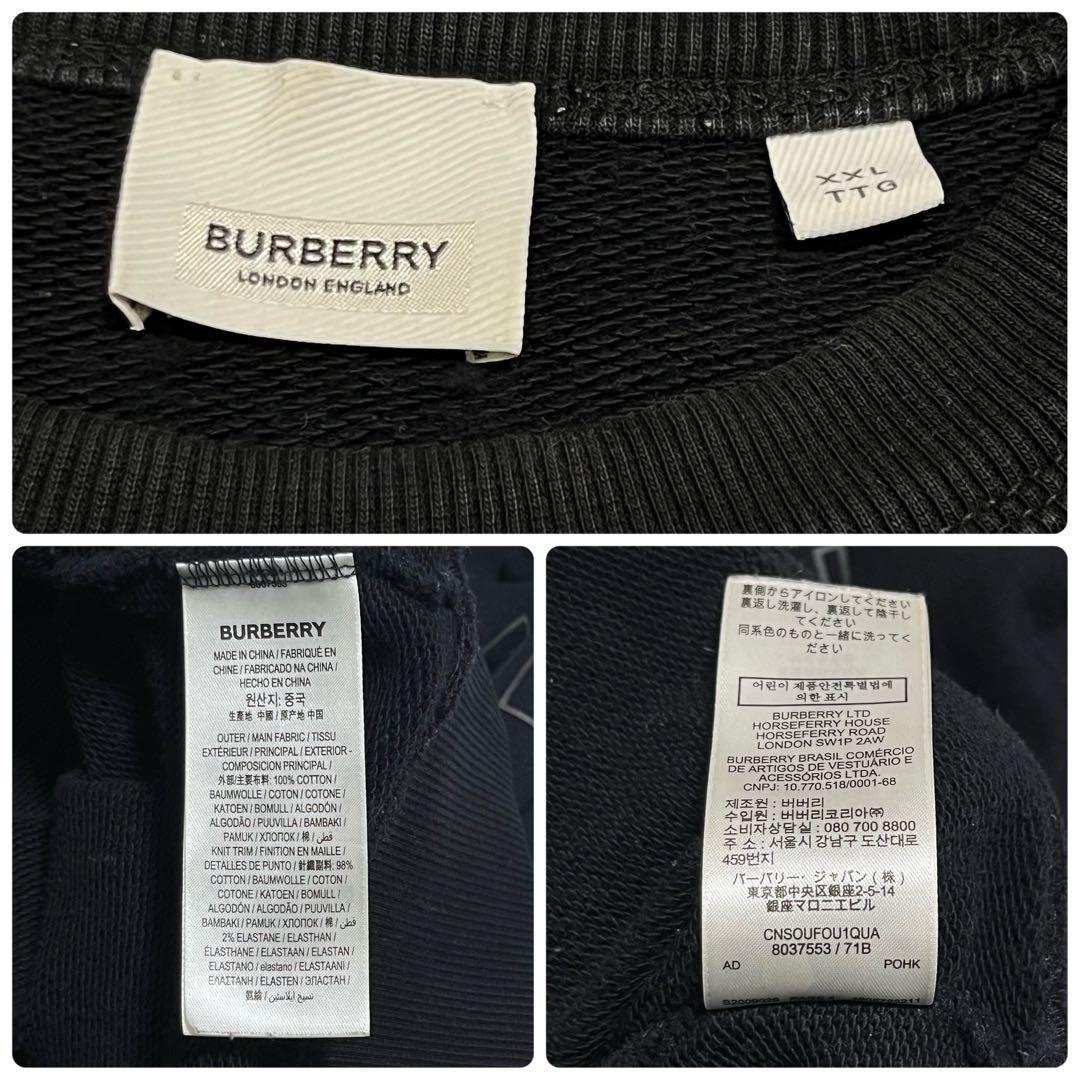 BURBERRY
LONDON ENGLAND
XXL
TTG
BURBERRY
MADE IN CHINA / FABRIQUÉ EN
CHINE / FABRICADO NA CHINA /
HECHO EN CHINA
원산지: 중국
生產地 中國 / 原产地 中国
OUTER / MAIN FABRIC / TISSU
EXTÉRIEUR / PRINCIPAL / EXTERIOR -
COMPOSICION PRINCIPAL /
外部/主要布料: 100% COTTON /
BAUMWOLLE / COTON / COTONE /
KATOEN / BOMULL / ALGODÓN /
ALGODÃO / PUUVILLA / BAMBAKI /
PAMUK / ХЛОПОК / 棉 / قطن /
KNIT TRIM / FINITION EN MAILLE /
DETALLES DE PUNTO / 針織副料: 98%
COTTON / BAUMWOLLE / COTON /
COTONE / KATOEN / BOMULL /
ALGODÓN / ALGODÃO / PUUVILLA /
BAMBAKI / PAMUK / ХЛОПОК / 棉 / قطن /
2% ELASTANE / ELASTHAN /
ÉLASTHANE / ELASTAAN / ELASTAN /
ELASTANO / elastano / ELASTAANI /
ΕΛΑΣΤΑΝΗ / ELASTEN / ЭЛАСТАН /
氨綸 / نسيج ايلاستين /
裏側からアイロンしてください
裏返し洗濯し、裏返して陰干し
てください
同系色のものと一緒に洗ってく
ださい
어린이 제품안전특별법에
의한 표시
BURBERRY LTD
HORSEFERRY HOUSE
HORSEFERRY ROAD
LONDON SW1P 2AW
BURBERRY BRASIL COMÉRCIO
DE ARTIGOS DE VESTUÁRIO E
ACESSÓRIOS LTDA.
CNPJ: 10.770.518/0001-68
제조원 : 버버리
수입원 : 버버리코리아㈜
소비자상담실 : 080 700 8800
주 소 : 서울시 강남구 도산대로
459번지
バーバリー・ジャパン ( 株 )
東京都中央区銀座2-5-14
銀座マロニエビル
CNSOUFOU1QUA
8037553 / 71B
AD POHK